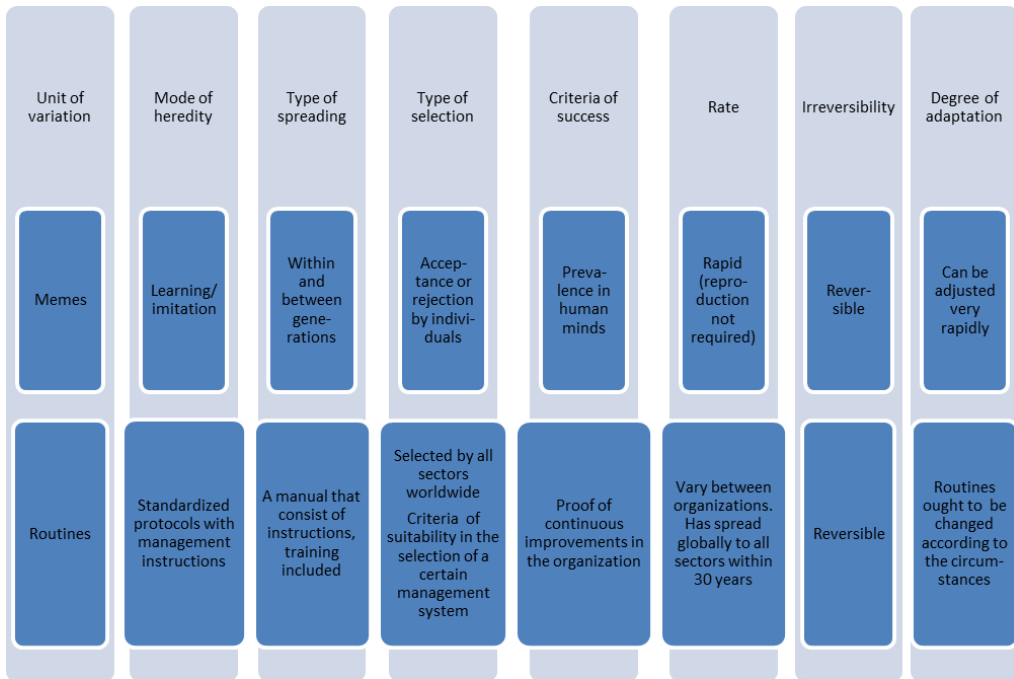 Unit of
variation
Mode of
heredity
Type of
spreading
Type of
selection
Criteria of
success
Rate
Irreversibility
Degree of
adaptation
Memes
Learning/
imitation
Within
and
between
gene-
rations
Accep-
tance or
rejection
by indivi-
duals
Preva-
lence in
human
minds
Rapid
(repro-
duction
not
required)
Rever-
sible
Can be
adjusted
very
rapidly
Routines
Standardized
protocols with
management
instructions
A manual that
consist of
instructions,
training
included
Selected by all
sectors
worldwide
Criteria of
suitability in the
selection of a
certain
management
system
Proof of
continuous
improvements in
the organization
Vary between
organizations.
Has spread
globally to all
sectors within
30 years
Reversible
Routines
ought to be
changed
according to
the circum-
stances